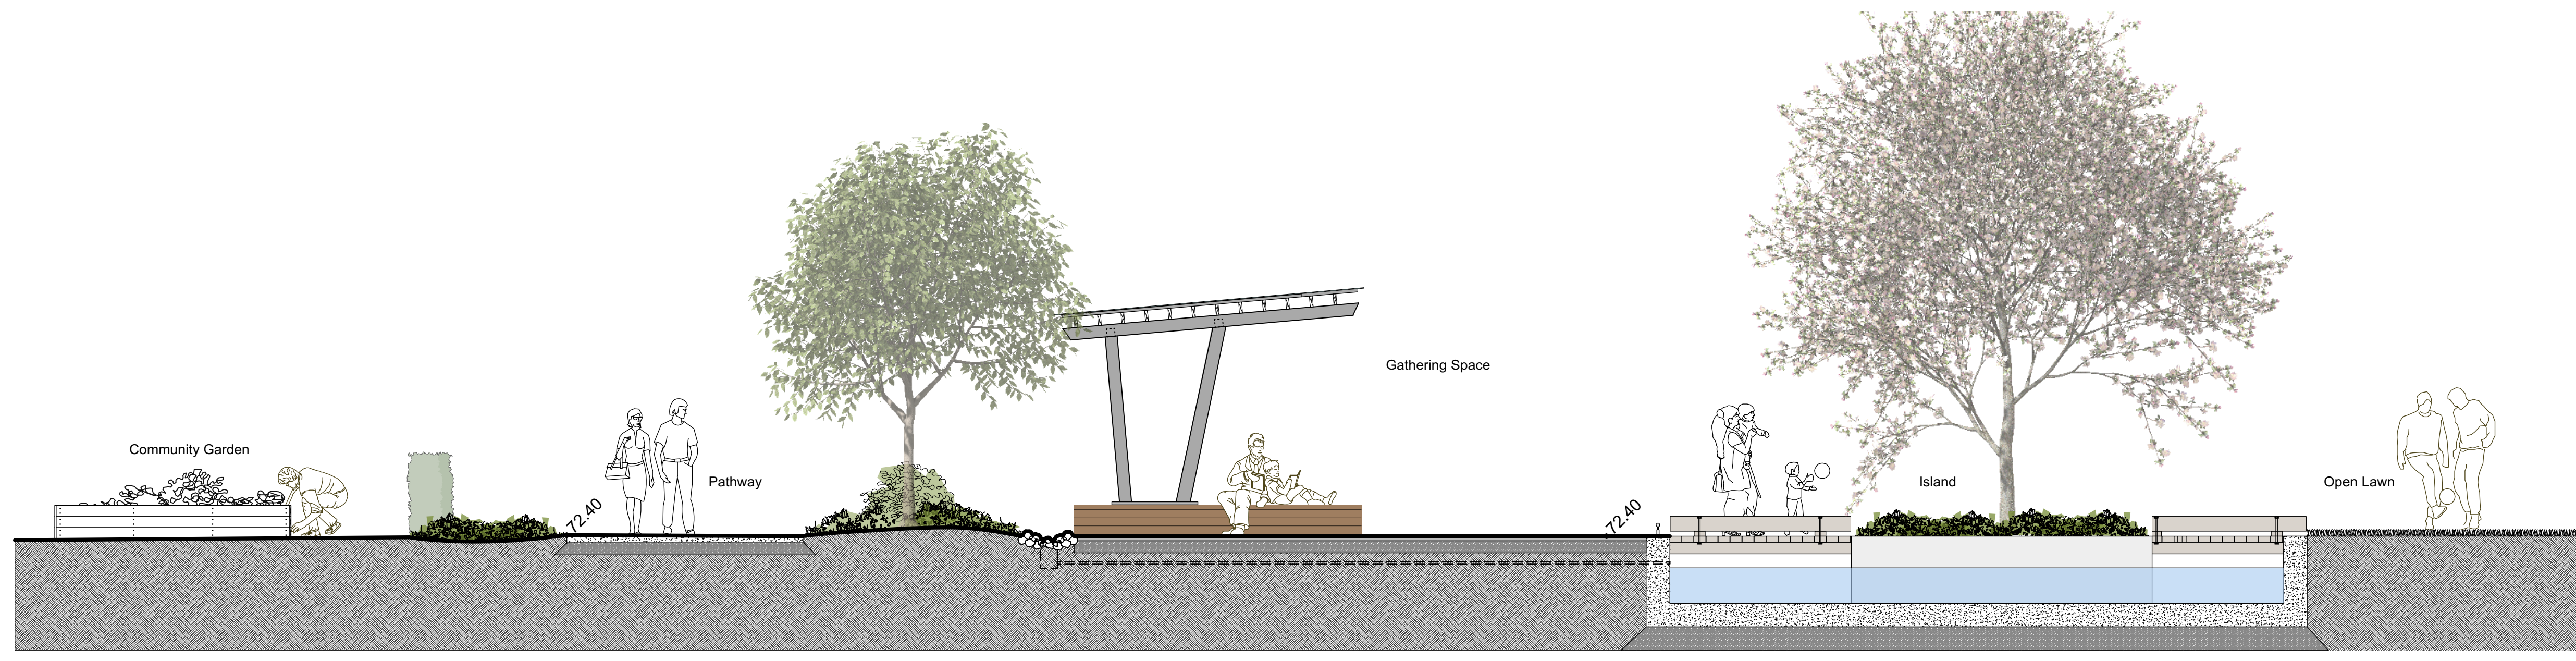 Community Garden
72.40
Pathway
Gathering Space
72.40
Island
Open Lawn